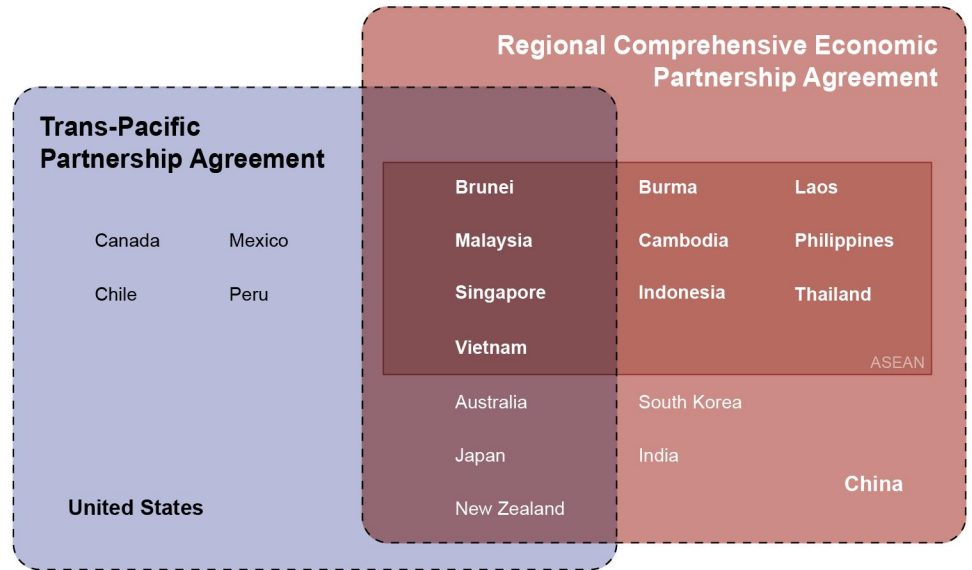 Regional Comprehensive Economic
Partnership Agreement
Trans-Pacific
Partnership Agreement
Brunei Burma Laos
Canada Mexico Malaysia Cambodia Philippines
Chile Peru Singapore Indonesia Thailand
Vietnam
ASEAN
Australia South Korea
Japan India
China
United States New Zealand